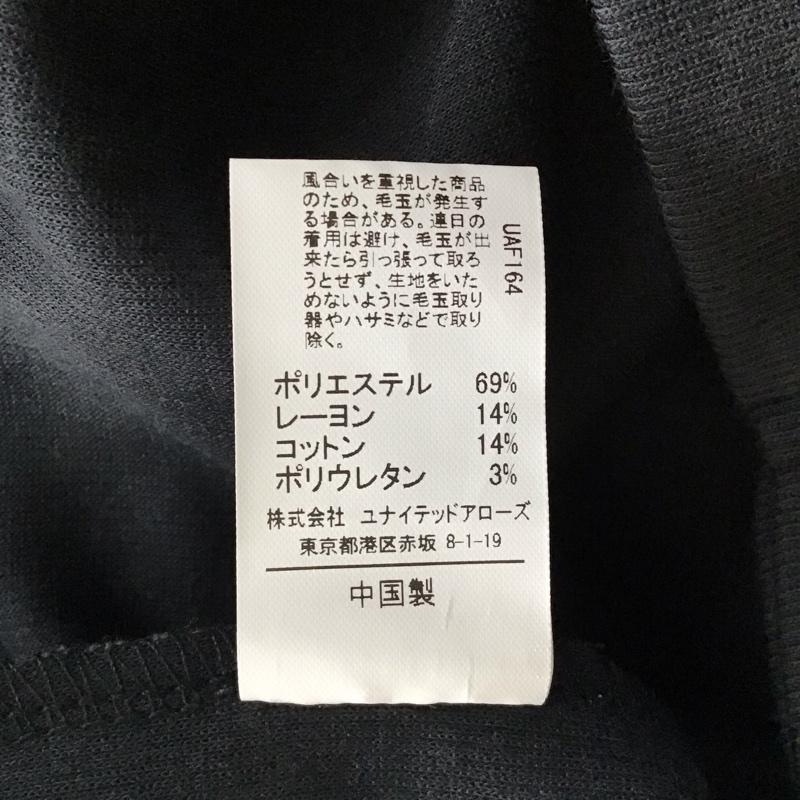 風合いを重視した商品
のため、毛玉が発生す
る場合がある。連日の
着用は避け、毛玉が出
来たら引っ張って取ろ
うとせず、生地をいた
めないように毛玉取り
器やハサミなどで取り
除く。
UAF164
ポリエステル 69%
レーヨン 14%
コットン 14%
ポリウレタン 3%
株式会社 ユナイテッドアローズ
東京都港区赤坂 8-1-19
中国製